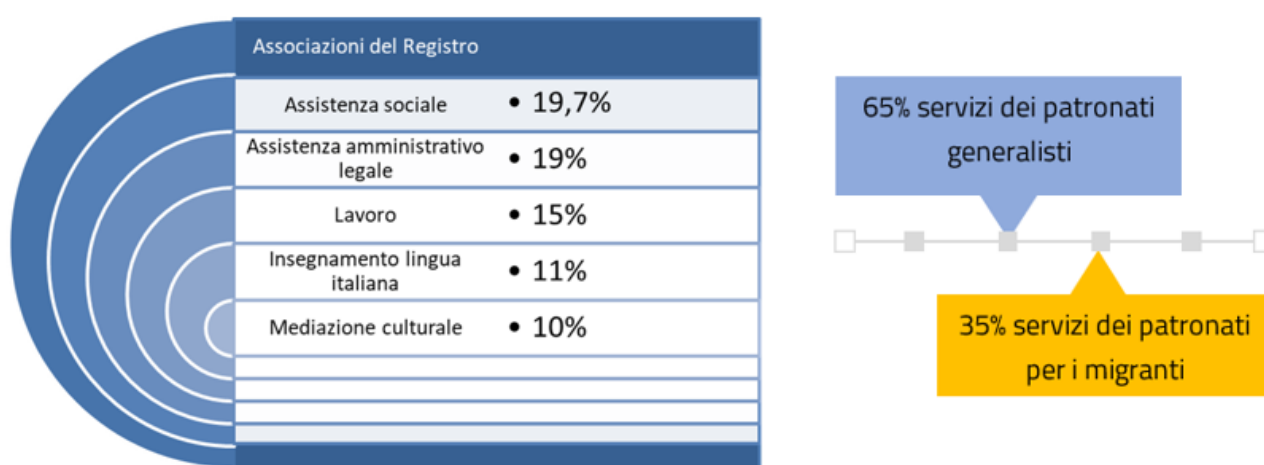 Associazioni del Registro
Assistenza sociale • 19,7%
Assistenza amministrativo
legale • 19%
Lavoro • 15%
Insegnamento lingua
italiana • 11%
Mediazione culturale • 10%
65% servizi dei patronati
generalisti
35% servizi dei patronati
per i migranti